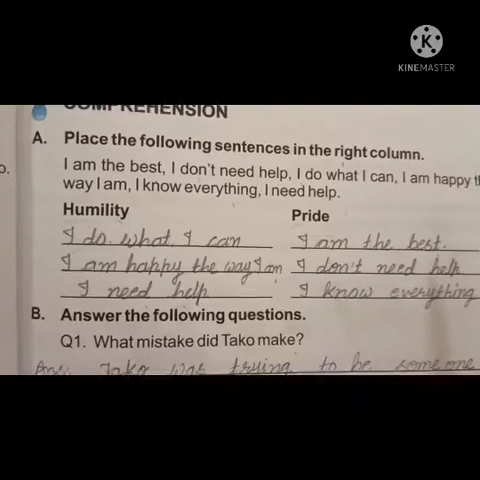 K
KINEMASTER
COMPREHENSION
A. Place the following sentences in the right column.
I am the best, I don't need help, I do what I can, I am happy th
way I am, I know everything, I need help.
Humility Pride
I do what I can I am the best.
I am happy the way I am I don't need help
I need help I know everything
B. Answer the following questions.
Q1. What mistake did Tako make?
Ans. Tako was trying to be someone